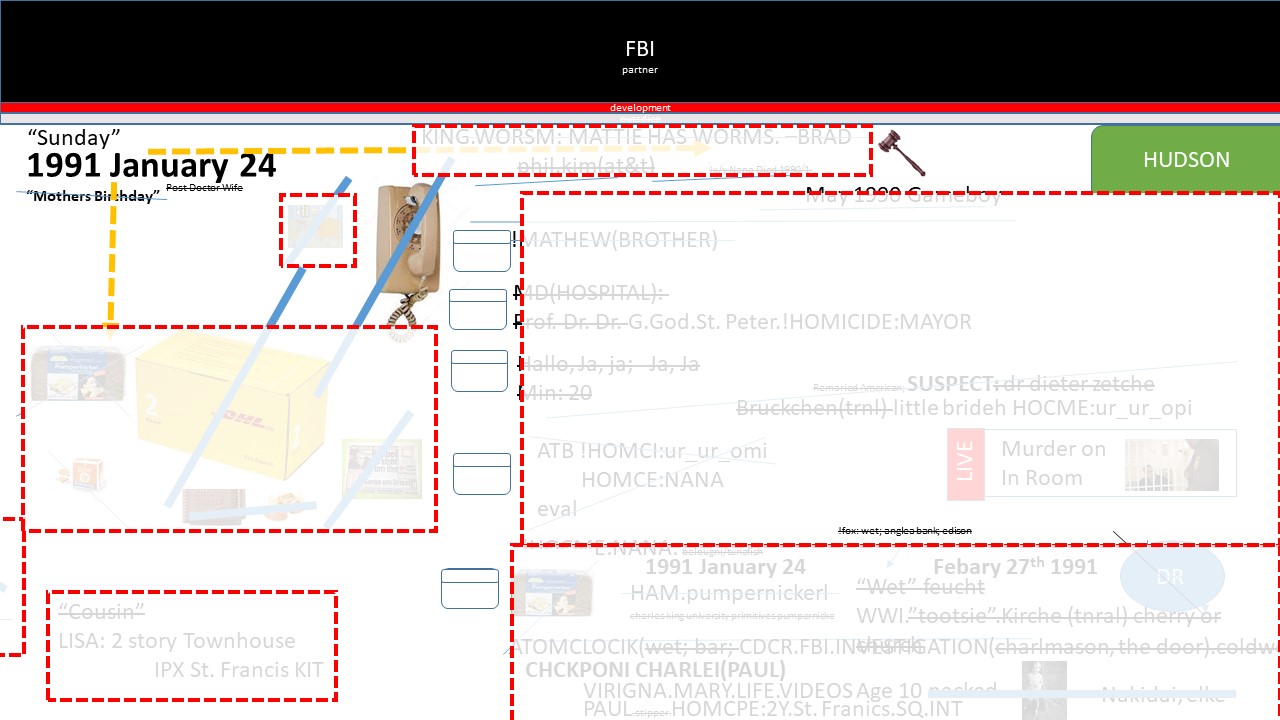 FBI
partner
development
“Sunday”
1991 January 24
“Mothers Birthday”
Post Doctor Wife
KING.WORSM: MATTIE HAS WORMS. –BRAD
phil.kim(at&t)
HUDSON
May 1990 Gameboy
!MATHEW(BROTHER)
MD(HOSPITAL):
Prof. Dr. Dr. G.God.St. Peter.!HOMICIDE:MAYOR
Hallo, Ja, ja; Ja, Ja
Min: 20
Remaried American; SUSPECT: dr dieter zetche
Bruckchen(trnl) little brideh HOCME:ur_ur_opi
ATB !HOMCI:ur_ur_omi
HOMCE:NANA
eval
LIVE
Murder on
In Room
!fox: wet; anglea bank; edison
!HOCME:NANA:
1991 January 24
Febary 27th 1991
DR
HAM.pumpernickerl
“Wet” feucht
charles king university primitives pumparnicks
WWI.”tootsie”.Kirche (tnral) cherry or
ATOMCLOCIK(wet; bar; CDCR.FBI.INVESTIGATION(charlmason, the door).coldw
CHCKPONI CHARLEI(PAUL)
VIRIGNA.MARY.LIFE.VIDEOS Age 10 packed
Nakidui, elke
PAUL stipper HOMCPE:2Y.St. Franics.SQ.INT
“Cousin”
LISA: 2 story Townhouse
IPX St. Francis KIT
DHL